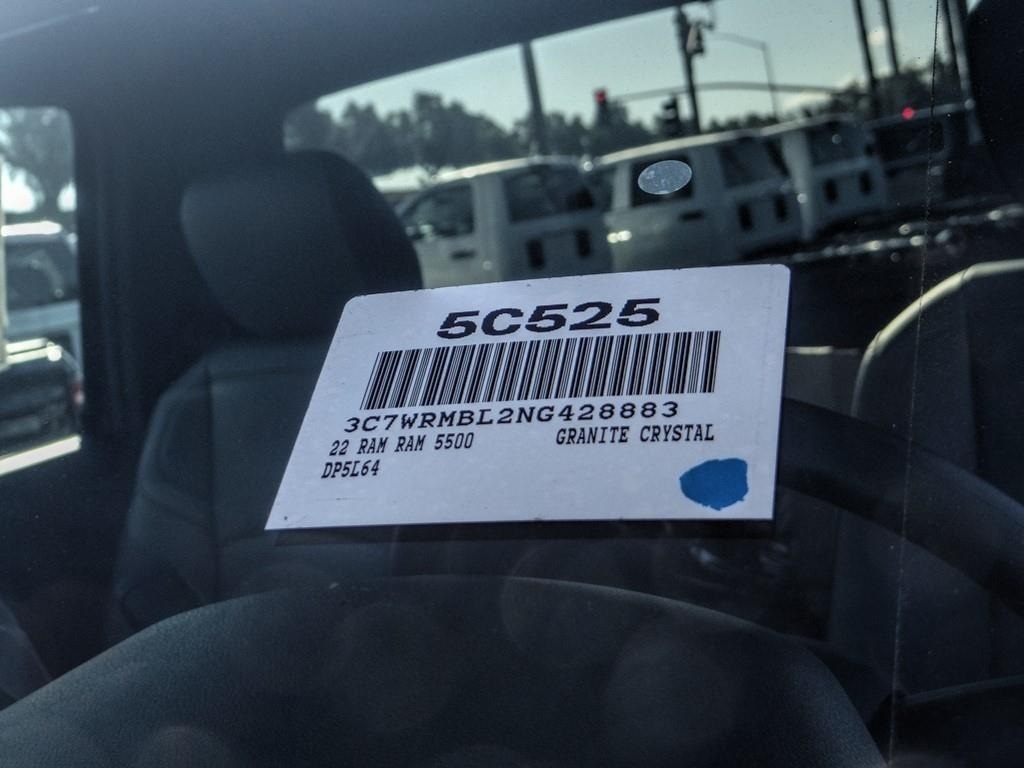 5C525
3C7WRMBL2NG428883
22 RAM RAM 5500 GRANITE CRYSTAL
DP5L64